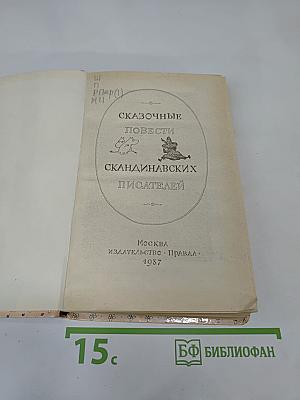 СКАЗОЧНЫЕ
ПОВЕСТИ
СКАНДИНАВСКИХ
ПИСАТЕЛЕЙ
МОСКВА
ИЗДАТЕЛЬСТВО · ПРАВДА ·
1987
15с
БФ БИБЛИОФАН